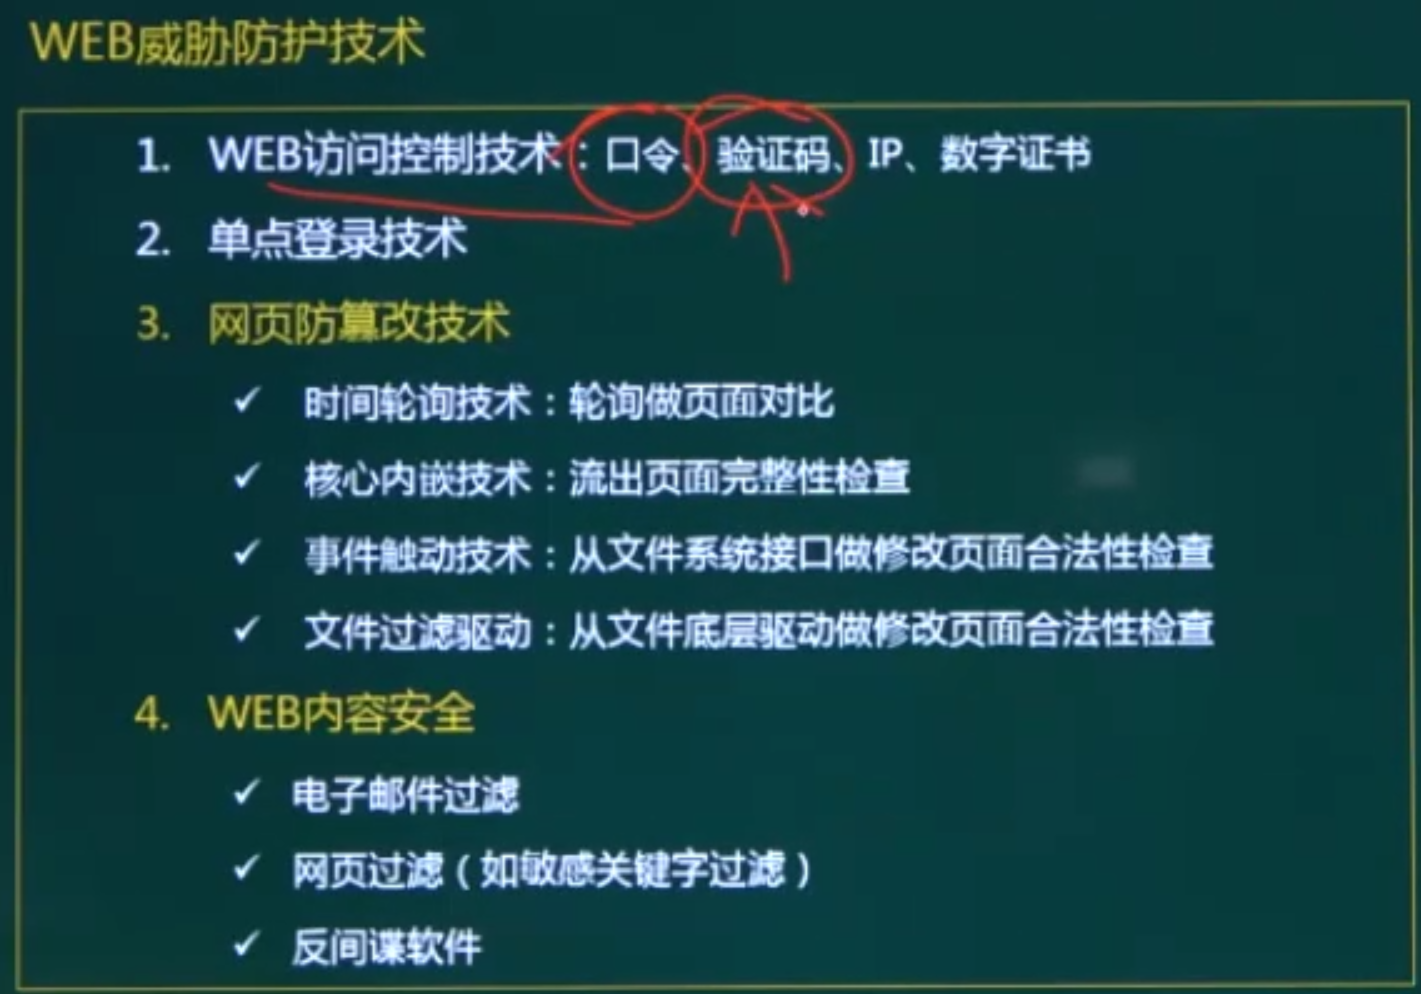 WEB威胁防护技术
1. WEB访问控制技术：口令、验证码、IP、数字证书
2. 单点登录技术
3. 网页防篡改技术
✓ 时间轮询技术：轮询做页面对比
✓ 核心内嵌技术：流出页面完整性检查
✓ 事件触动技术：从文件系统接口做修改页面合法性检查
✓ 文件过滤驱动：从文件底层驱动做修改页面合法性检查
4. WEB内容安全
✓ 电子邮件过滤
✓ 网页过滤（如敏感关键字过滤）
✓ 反间谍软件